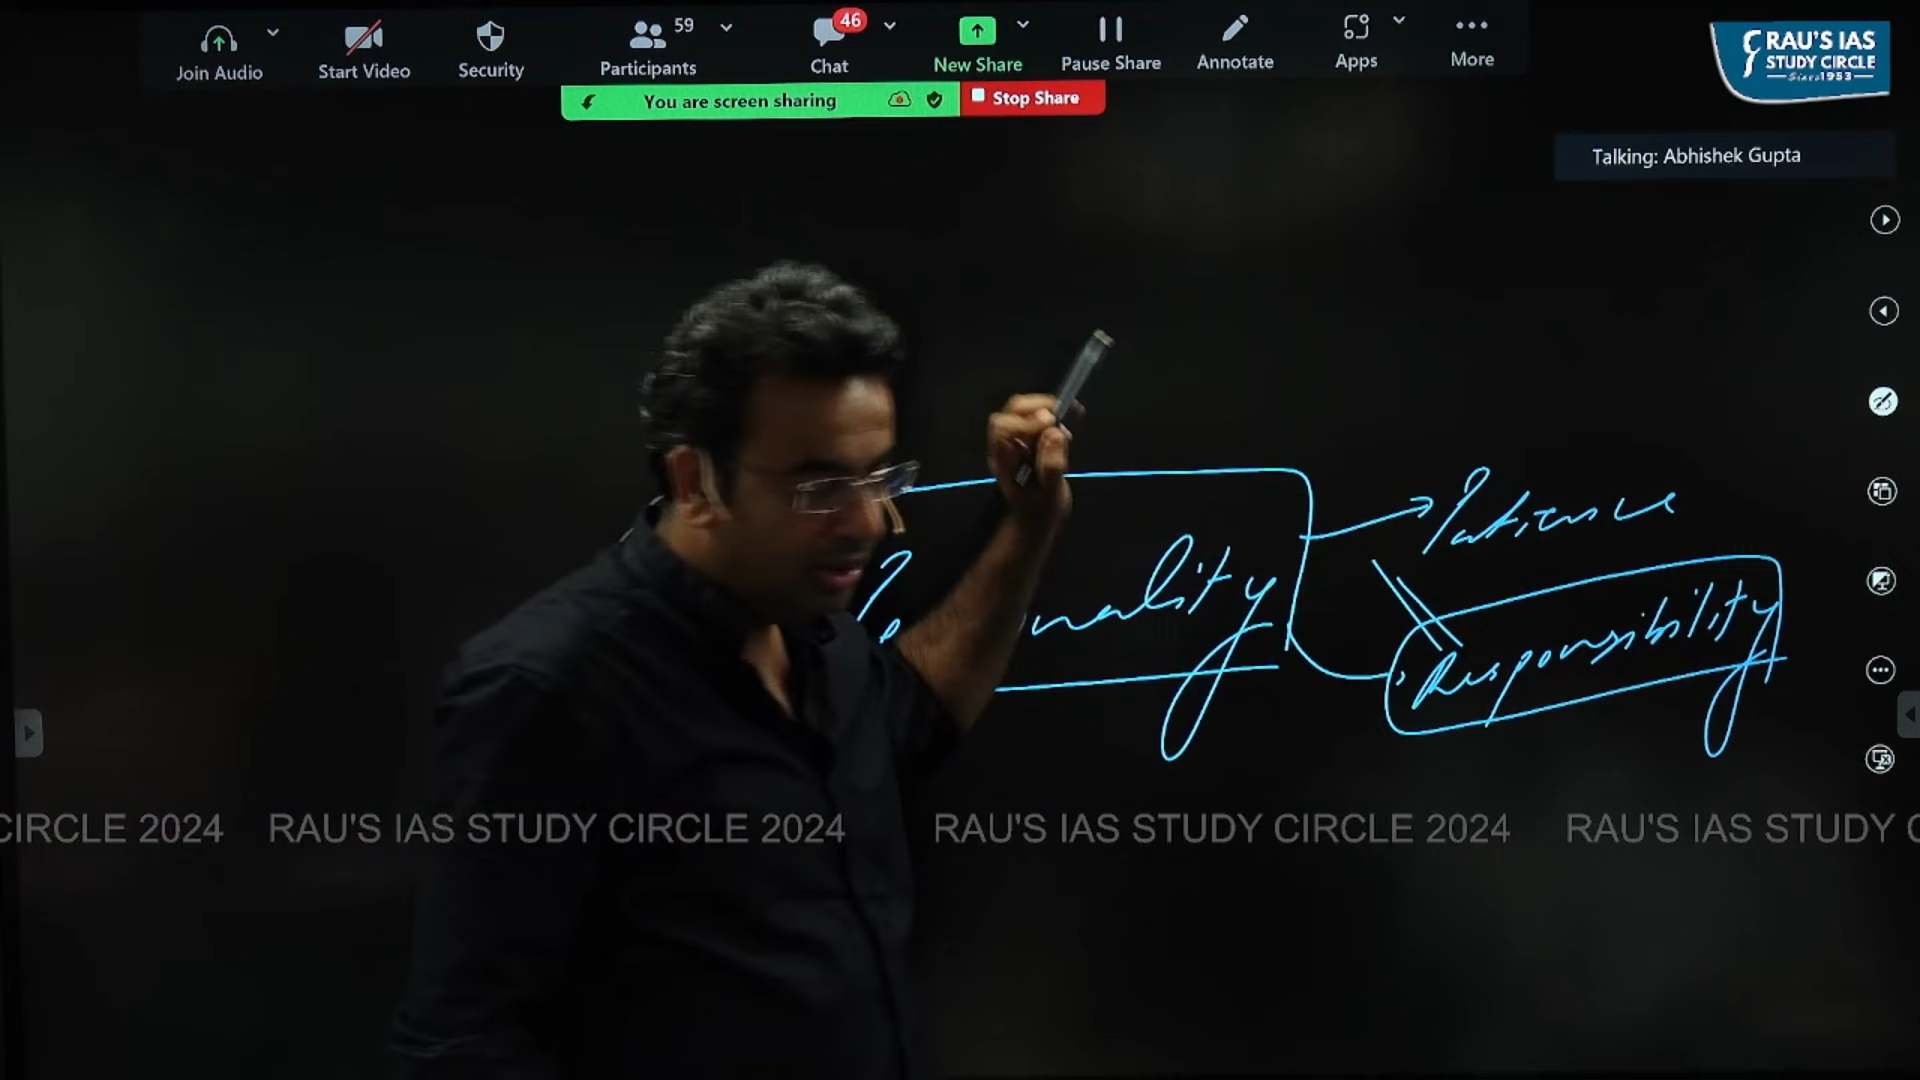 59
46
Join Audio
Start Video
Security
Participants
Chat
New Share
Pause Share
Annotate
Apps
More
You are screen sharing
Stop Share
RAU'S IAS
STUDY CIRCLE
Since 1953
Talking: Abhishek Gupta
Patience
Responsibility
CIRCLE 2024 RAU'S IAS STUDY CIRCLE 2024 RAU'S IAS STUDY CIRCLE 2024 RAU'S IAS STUDY C